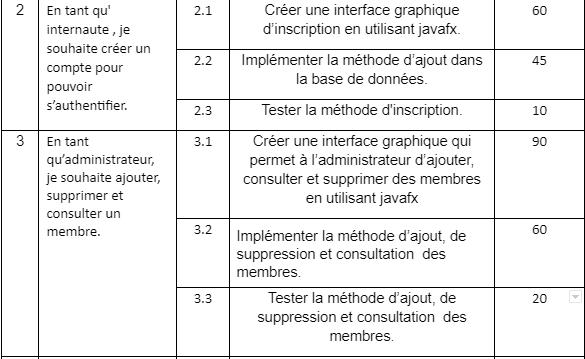 2
En tant qu'
internaute , je
souhaite créer un
compte pour
pouvoir
s'authentifier.
2.1
Créer une interface graphique
d'inscription en utilisant javafx.
60
2.2
Implémenter la méthode d'ajout dans
la base de données.
45
2.3
Tester la méthode d'inscription.
10
3
En tant
qu'administrateur,
je souhaite ajouter,
supprimer et
consulter un
membre.
3.1
Créer une interface graphique qui
permet à l'administrateur d'ajouter,
consulter et supprimer des membres
en utilisant javafx
90
3.2
Implémenter la méthode d'ajout, de
suppression et consultation des
membres.
60
3.3
Tester la méthode d'ajout, de
suppression et consultation des
membres.
20